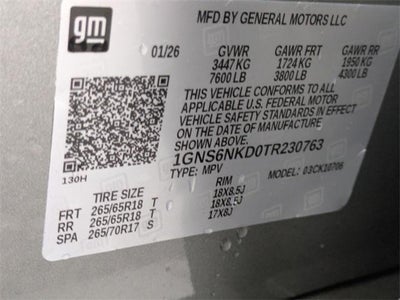 gm
MFD BY GENERAL MOTORS LLC
01/26 GVWR GAWR FRT GAWR RR
3447 KG 1724 KG 1950 KG
7600 LB 3800 LB 4300 LB
THIS VEHICLE CONFORMS TO ALL
APPLICABLE U.S. FEDERAL MOTOR
VEHICLE SAFETY STANDARDS IN EFFECT
ON THE DATE OF MANUFACTURE
SHOWN ABOVE.
1GNS6NKD0TR230763
130H TYPE: MPV MODEL: 03CK10706
TIRE SIZE RIM
FRT 265/65R18 T 18X8.5J
RR 265/65R18 T 18X8.5J
SPA 265/70R17 S 17X8J